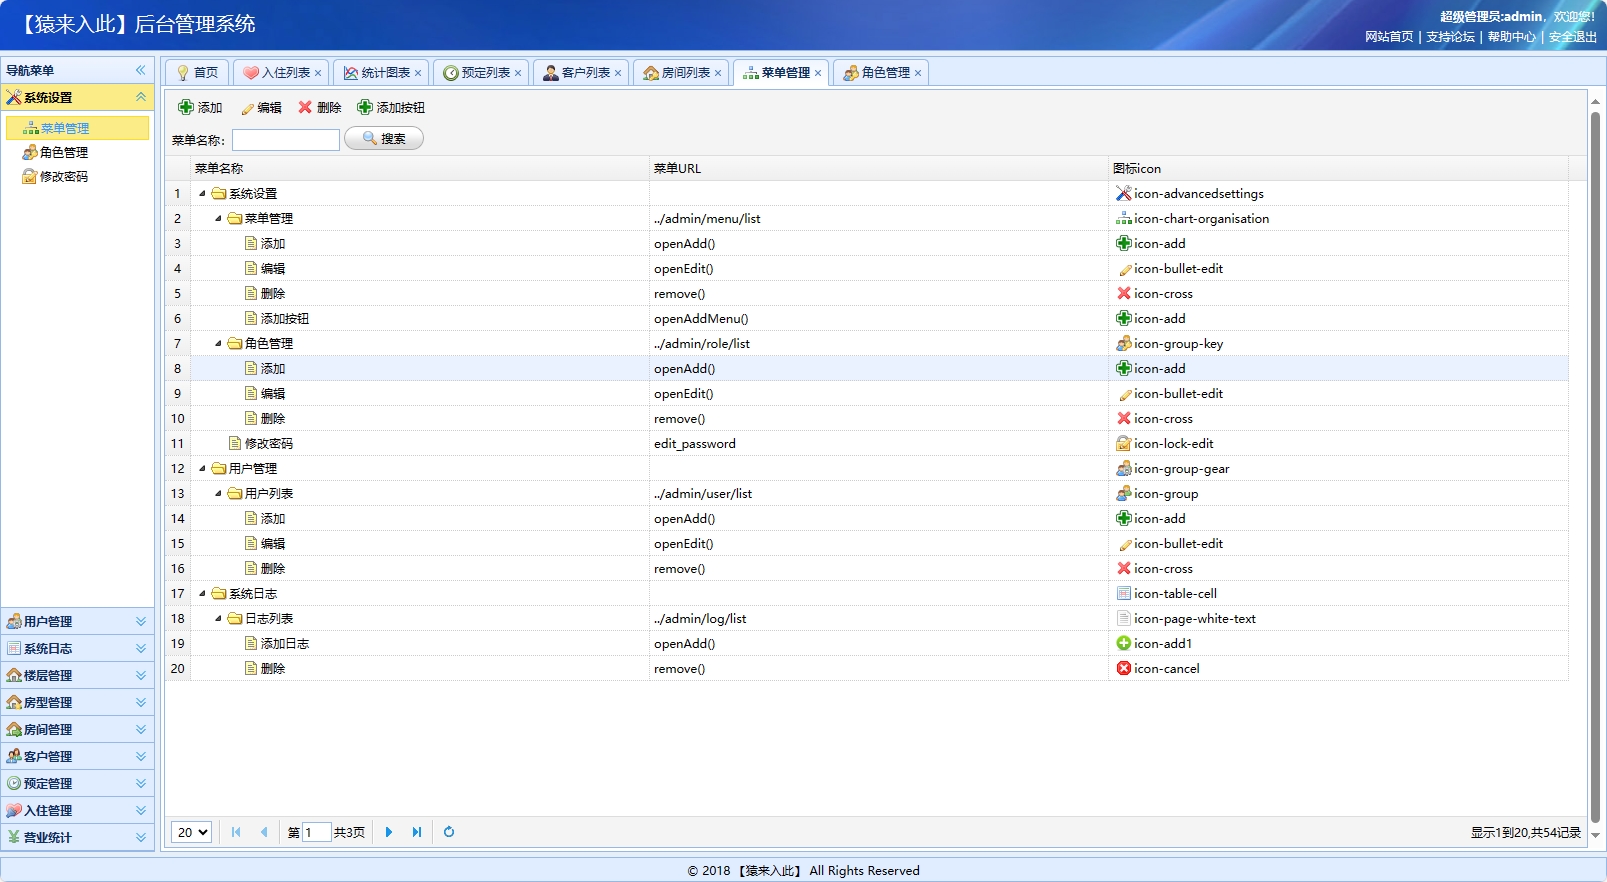 【猿来入此】后台管理系统
超级管理员:admin，欢迎您!
网站首页 | 支持论坛 | 帮助中心 | 安全退出
导航菜单
系统设置
菜单管理
角色管理
修改密码
用户管理
系统日志
楼层管理
房型管理
房间管理
客户管理
预定管理
入住管理
营业统计
首页 入住列表 统计图表 预定列表 客户列表 房间列表 菜单管理 角色管理
添加 编辑 删除 添加按钮
菜单名称: 搜索
菜单名称 菜单URL 图标icon
1 系统设置 icon-advancedsettings
2 菜单管理 ../admin/menu/list icon-chart-organisation
3 添加 openAdd() icon-add
4 编辑 openEdit() icon-bullet-edit
5 删除 remove() icon-cross
6 添加按钮 openAddMenu() icon-add
7 角色管理 ../admin/role/list icon-group-key
8 添加 openAdd() icon-add
9 编辑 openEdit() icon-bullet-edit
10 删除 remove() icon-cross
11 修改密码 edit_password icon-lock-edit
12 用户管理 icon-group-gear
13 用户列表 ../admin/user/list icon-group
14 添加 openAdd() icon-add
15 编辑 openEdit() icon-bullet-edit
16 删除 remove() icon-cross
17 系统日志 icon-table-cell
18 日志列表 ../admin/log/list icon-page-white-text
19 添加日志 openAdd() icon-add1
20 删除 remove() icon-cancel
20 第 1 共3页 显示1到20,共54记录
© 2018 【猿来入此】 All Rights Reserved